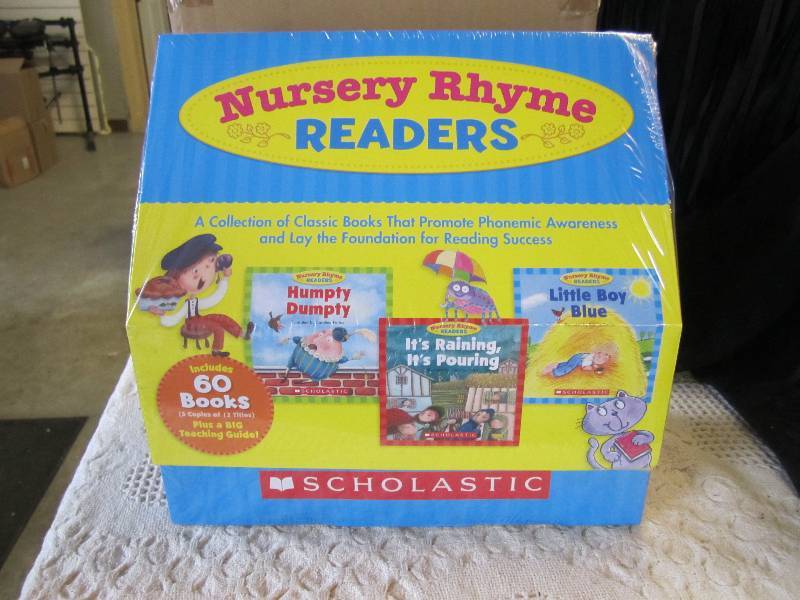 Nursery Rhyme
READERS
A Collection of Classic Books That Promote Phonemic Awareness
and Lay the Foundation for Reading Success
Nursery Rhyme
READERS
Humpty
Dumpty
Nursery Rhyme
READERS
It's Raining,
It's Pouring
Nursery Rhyme
READERS
Little Boy
Blue
Includes
60
Books
(5 Copies of 12 Titles)
Plus a BIG
Teaching Guide!
SCHOLASTIC
SCHOLASTIC
SCHOLASTIC
SCHOLASTIC